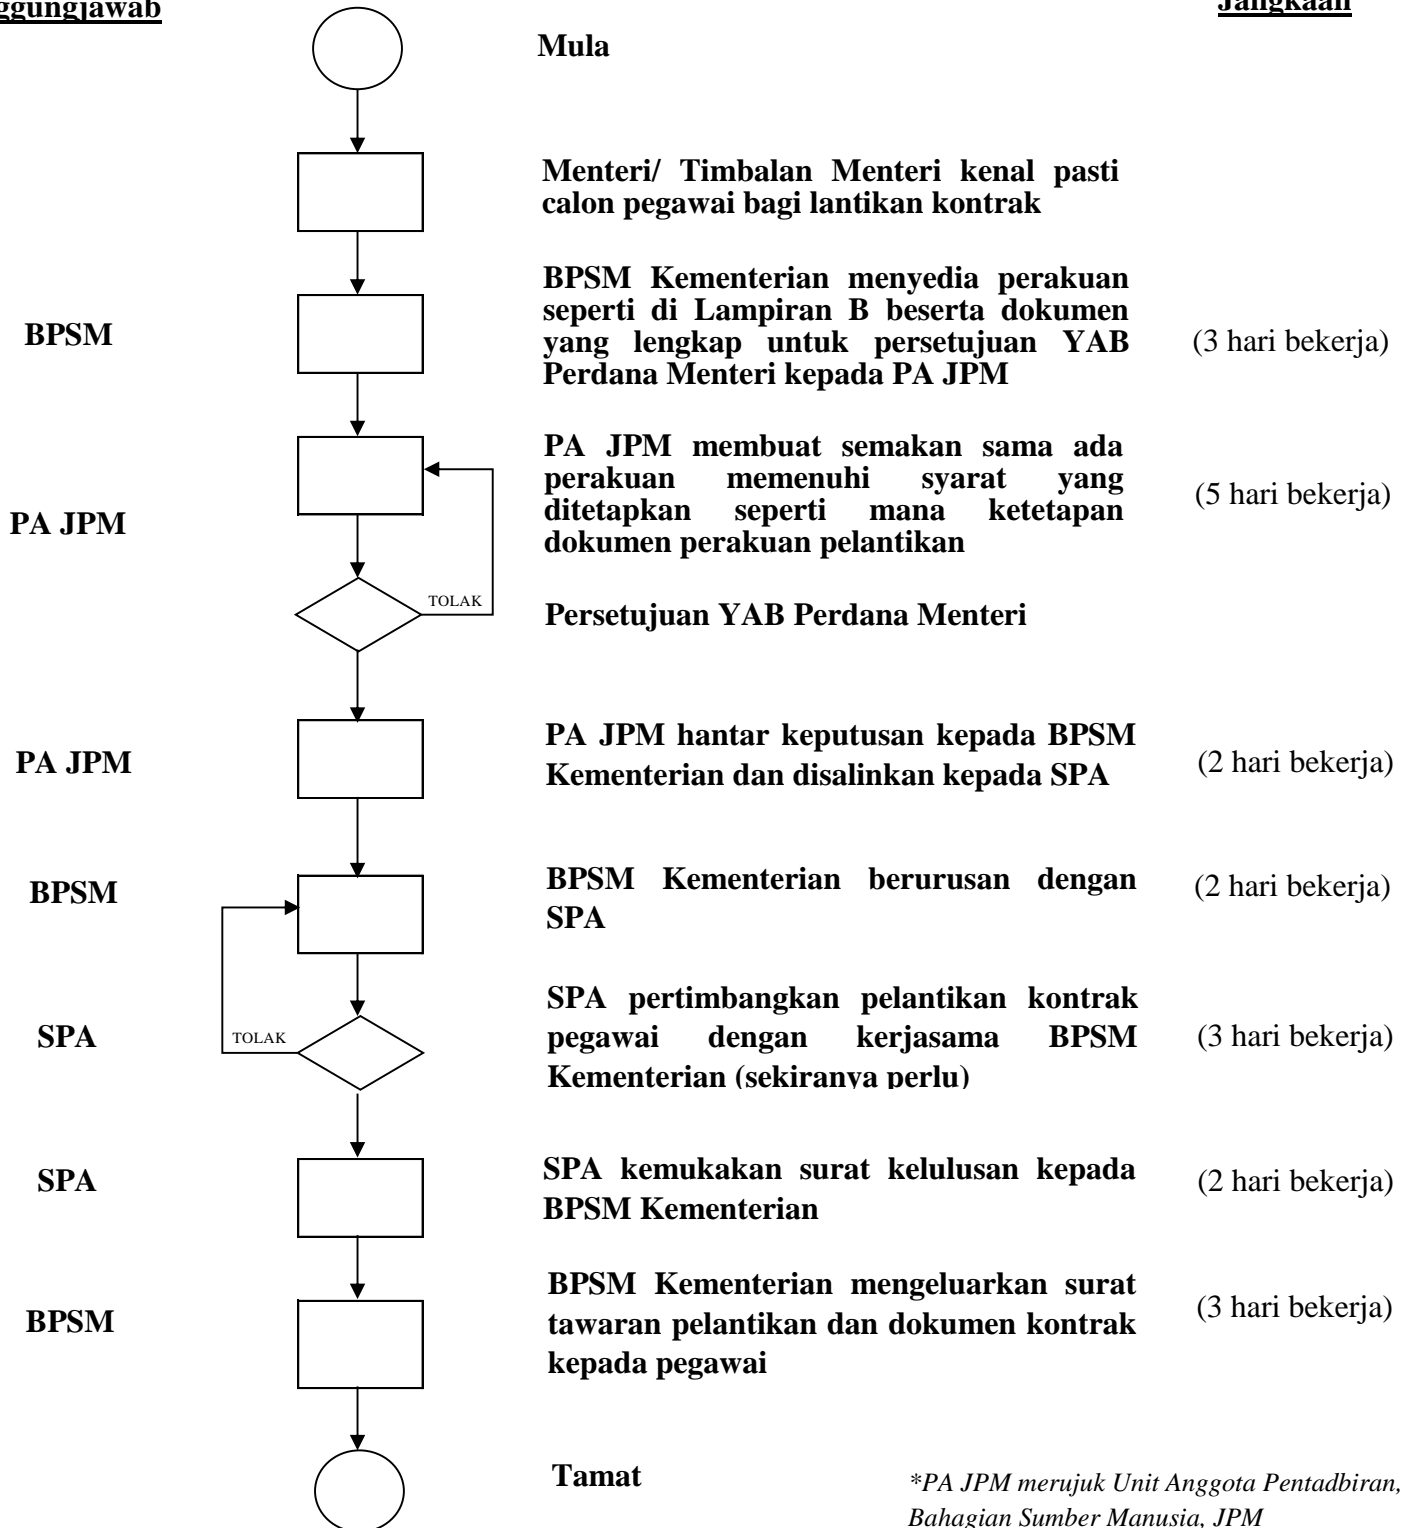 ggungjawab
Jangkaan
Mula
Menteri/ Timbalan Menteri kenal pasti
calon pegawai bagi lantikan kontrak
BPSM
BPSM Kementerian menyedia perakuan
seperti di Lampiran B beserta dokumen
yang lengkap untuk persetujuan YAB
Perdana Menteri kepada PA JPM
(3 hari bekerja)
PA JPM
PA JPM membuat semakan sama ada
perakuan memenuhi syarat yang
ditetapkan seperti mana ketetapan
dokumen perakuan pelantikan
(5 hari bekerja)
TOLAK
Persetujuan YAB Perdana Menteri
PA JPM
PA JPM hantar keputusan kepada BPSM
Kementerian dan disalinkan kepada SPA
(2 hari bekerja)
BPSM
BPSM Kementerian berurusan dengan
SPA
(2 hari bekerja)
SPA
TOLAK
SPA pertimbangkan pelantikan kontrak
pegawai dengan kerjasama BPSM
Kementerian (sekiranya perlu)
(3 hari bekerja)
SPA
SPA kemukakan surat kelulusan kepada
BPSM Kementerian
(2 hari bekerja)
BPSM
BPSM Kementerian mengeluarkan surat
tawaran pelantikan dan dokumen kontrak
kepada pegawai
(3 hari bekerja)
Tamat
*PA JPM merujuk Unit Anggota Pentadbiran,
Bahagian Sumber Manusia, JPM